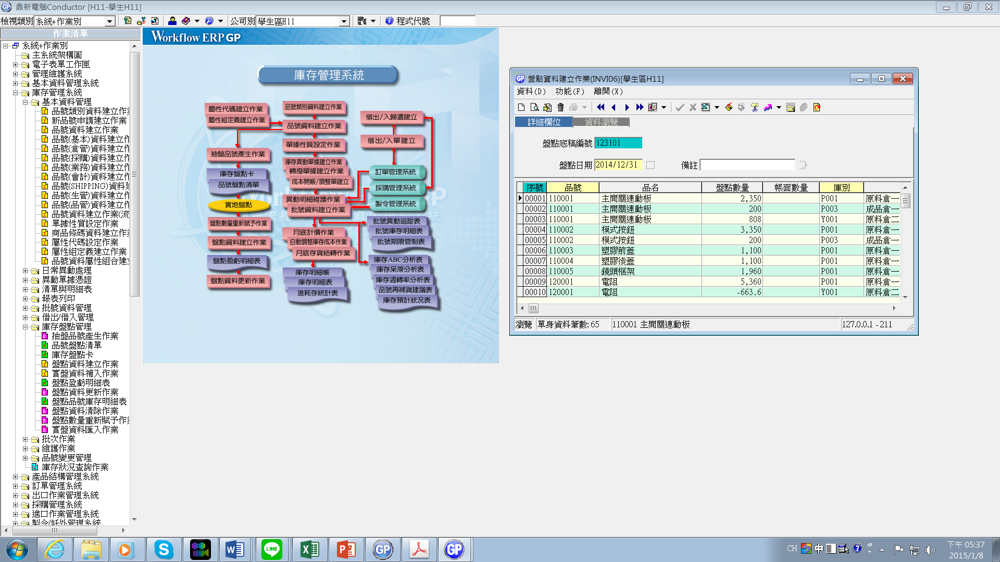 鼎新電腦Conductor [H11-學生H11]
檢視類別 系統+作業別 公司別 學生區H11 程式代號
作業清單
系統+作業別
主系統架構圖
電子表單工作匣
管理維護系統
基本資料管理系統
庫存管理系統
基本資料管理
品號類別資料建立作業
新品號申請建立作業
品號資料建立作業
品號(基本)資料建立作
品號(倉管)資料建立作
品號(採購)資料建立作
品號(業務)資料建立作
品號(會計)資料建立作
品號(SHIPPING)資料建
品號(生管)資料建立作
品號(品管)資料建立作
品號資料建立作業(流
單據性質設定作業
商品條碼資料建立作業
屬性代碼設定作業
屬性組定義建立作業
品號資料屬性組合建立
日常異動處理
異動單據憑證
清單與明細表
報表列印
批號資料管理
借出/借入管理
庫存盤點管理
抽盤品號產生作業
品號盤點清單
庫存盤點卡
盤點資料建立作業
實盤資料補入作業
盤點盈虧明細表
盤點資料更新作業
盤點品號庫存明細表
盤點資料清除作業
盤點數量重新賦予作業
實盤資料匯入作業
批次作業
維護作業
品號變更管理
庫存狀況查詢作業
產品結構管理系統
訂單管理系統
出口作業管理系統
採購管理系統
進口作業管理系統
製令/託外管理系統
Workflow ERP GP
庫存管理系統
屬性代碼建立作業
屬性組定義建立作業
抽盤品號產生作業
庫存盤點卡
品號盤點清單
實地盤點
盤點數量重新賦予作業
盤點資料建立作業
盤點盈虧明細表
盤點資料更新作業
品號類別資料建立作業
品號資料建立作業
單據性質設定作業
庫存異動單據建立作業
轉撥單據建立作業
成本開帳/調整單建立
異動明細維護作業
批號資料建立作業
月底計價作業
自動調整庫存成本作業
月底存貨結轉作業
庫存明細帳
庫存明細表
進耗存統計表
借出/入歸還建立
借出/入單建立
訂單管理系統
採購管理系統
製令管理系統
批號異動追蹤表
批號庫存明細表
批號期限管制表
庫存ABC分析表
庫存呆滯分析表
庫存週轉率分析表
品號再補貨建議表
庫存預計狀況表
盤點資料建立作業(INVI06)[學生區H11]
資料(D) 功能(F) 離開(X)
詳細欄位 資料瀏覽
盤點底稿編號 123101
盤點日期 2014/12/31 備註
序號 品號 品名 盤點數量 帳面數量 庫別
00001 110001 主開關連動板 2,350 P001 原料倉一
00002 110001 主開關連動板 200 P003 成品倉一
00003 110001 主開關連動板 808 Y001 原料倉二
00004 110002 模式按鈕 3,350 P001 原料倉一
00005 110002 模式按鈕 200 P003 成品倉一
00006 110003 塑膠前蓋 1,100 P001 原料倉一
00007 110004 塑膠後蓋 1,100 P001 原料倉一
00008 110005 鏡頭框架 1,960 P001 原料倉一
00009 120001 電阻 5,360 P001 原料倉一
00010 120001 電阻 -663.6 Y001 原料倉二
瀏覽 單身資料筆數: 65 110001 主開關連動板 127.0.0.1 - 211
CH 中
下午 05:37
2015/1/8